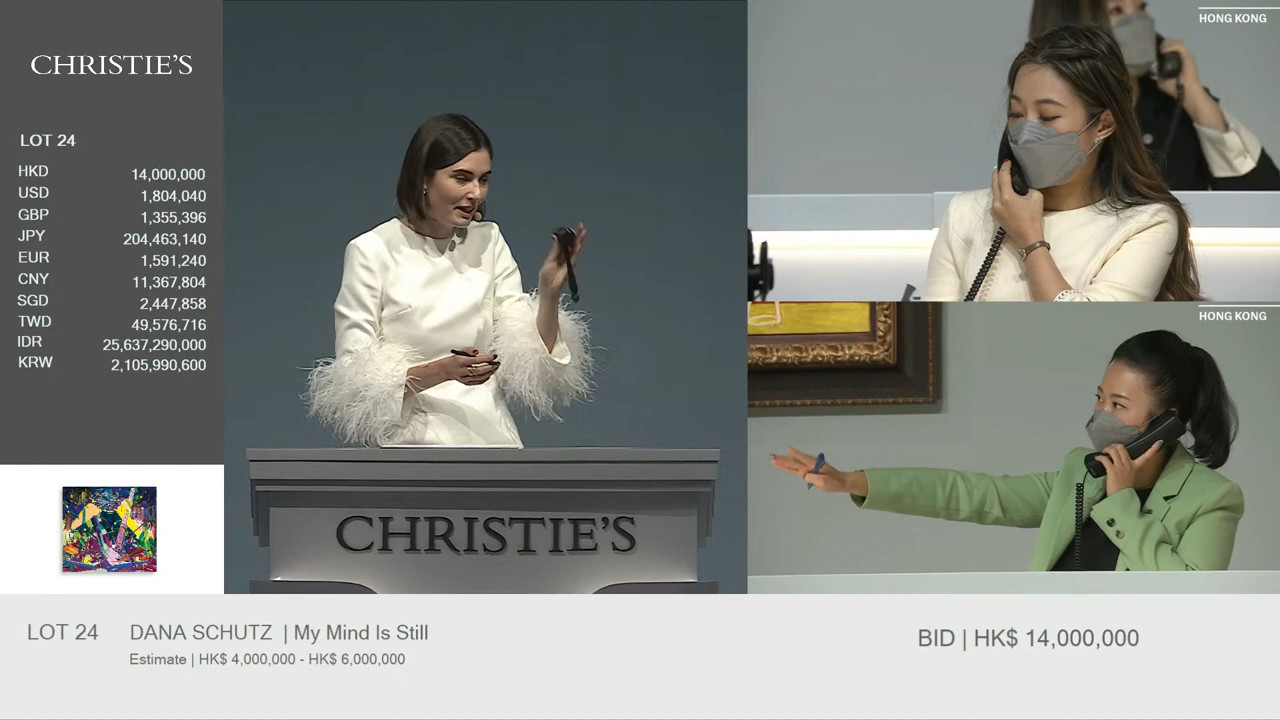 CHRISTIE'S
LOT 24
HKD 14,000,000
USD 1,804,040
GBP 1,355,396
JPY 204,463,140
EUR 1,591,240
CNY 11,367,804
SGD 2,447,858
TWD 49,576,716
IDR 25,637,290,000
KRW 2,105,990,600
CHRISTIE'S
HONG KONG
HONG KONG
LOT 24 DANA SCHUTZ | My Mind Is Still
Estimate | HK$ 4,000,000 - HK$ 6,000,000
BID | HK$ 14,000,000